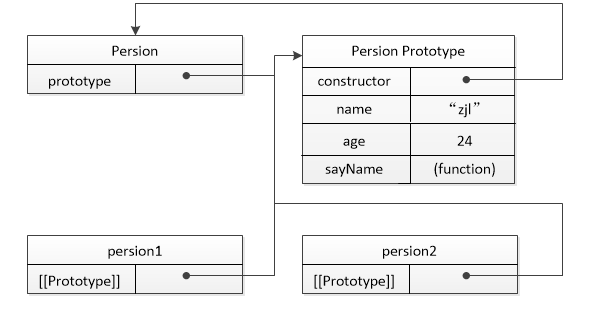 Persion
prototype
Persion Prototype
constructor
name “zjl”
age 24
sayName (function)
persion1
[[Prototype]]
persion2
[[Prototype]]